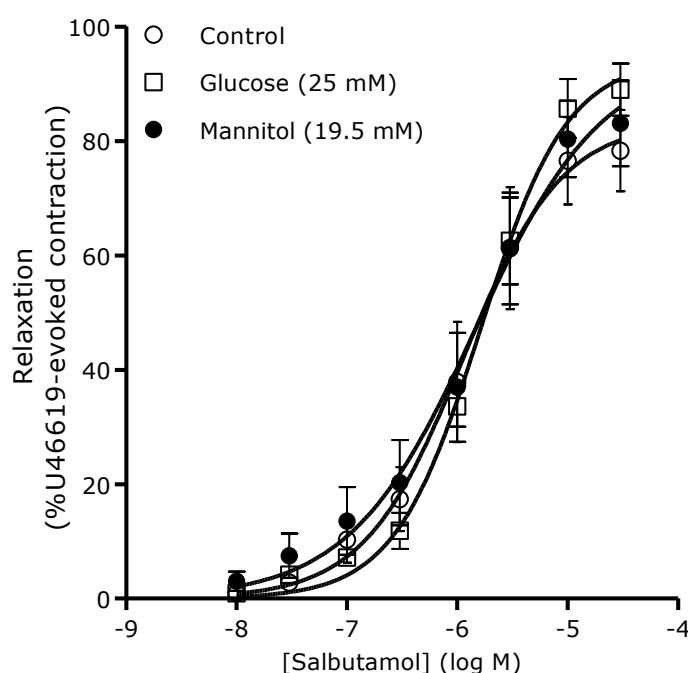 100
80
60
40
20
0
Relaxation
(%U46619-evoked contraction)
Control
Glucose (25 mM)
Mannitol (19.5 mM)
-9 -8 -7 -6 -5 -4
[Salbutamol] (log M)